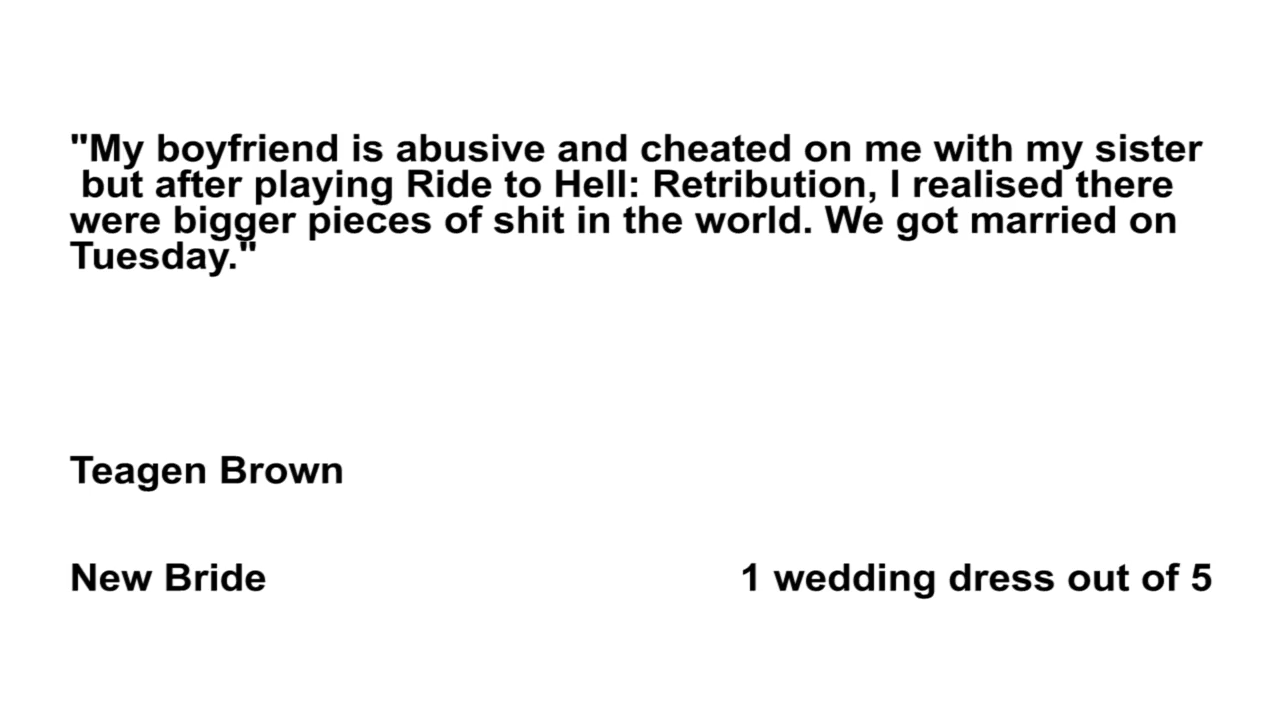 "My boyfriend is abusive and cheated on me with my sister
but after playing Ride to Hell: Retribution, I realised there
were bigger pieces of shit in the world. We got married on
Tuesday."
Teagen Brown
New Bride
1 wedding dress out of 5